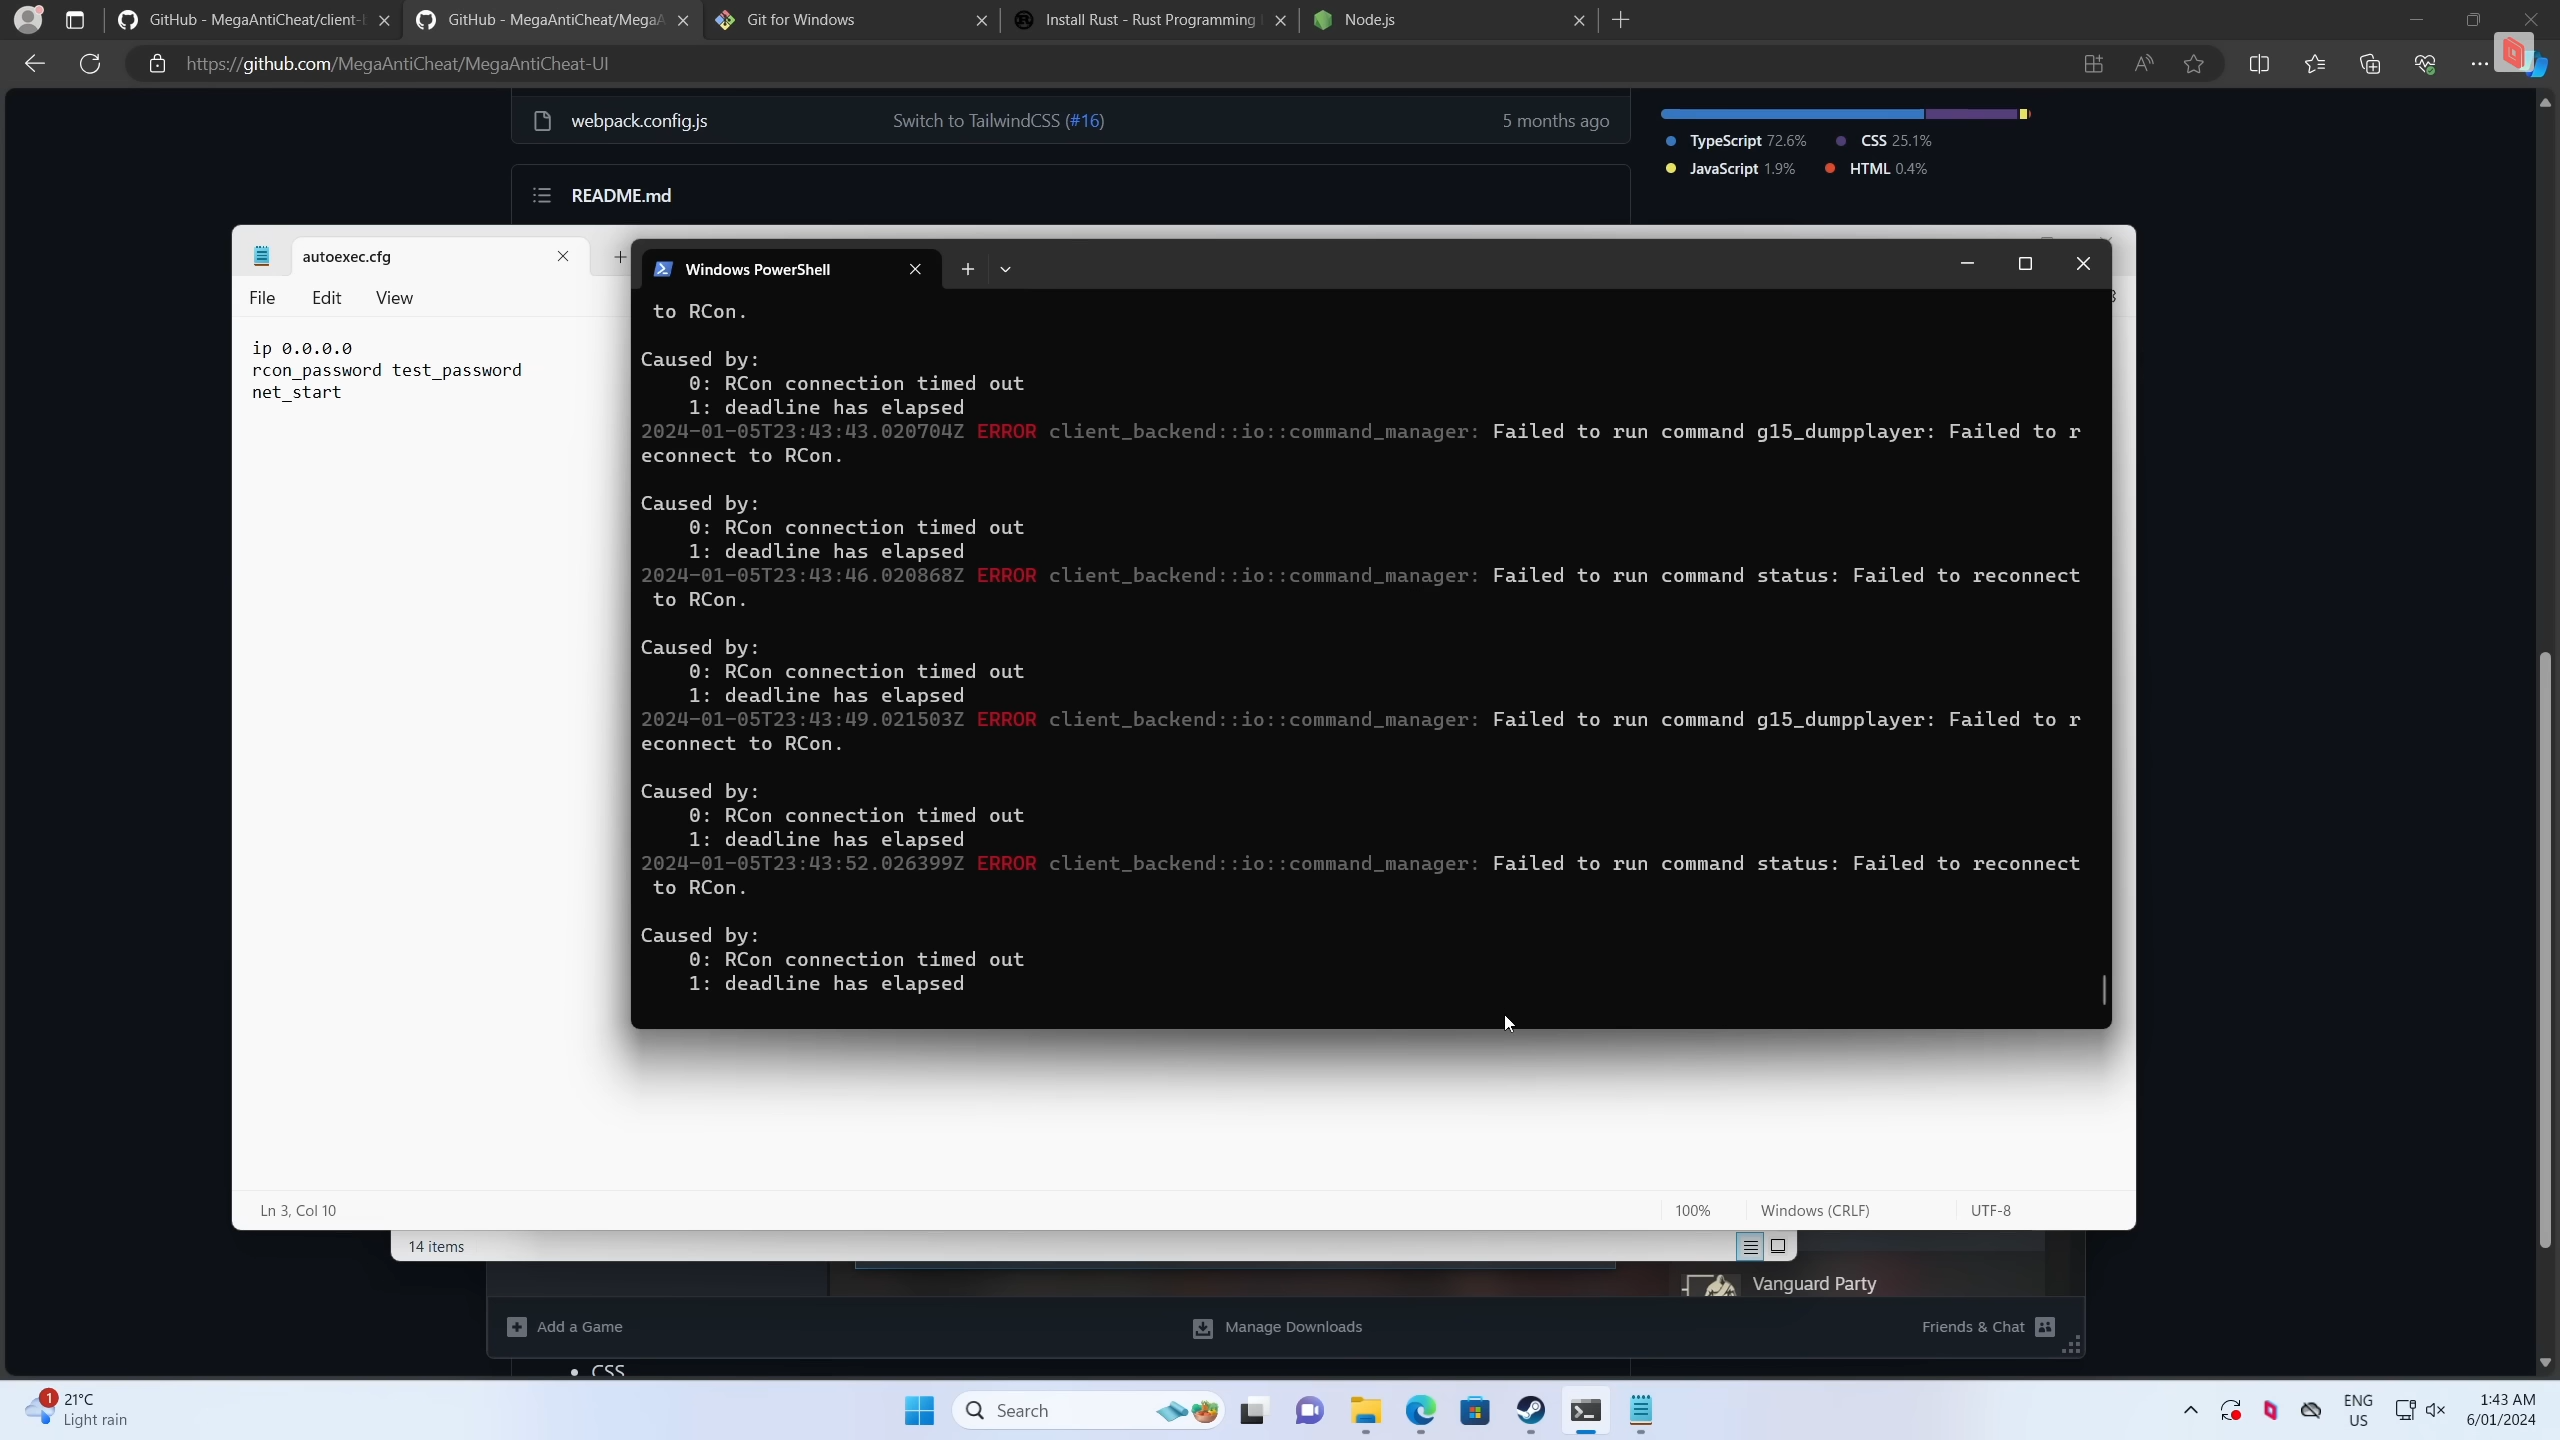 GitHub - MegaAntiCheat/client-
GitHub - MegaAntiCheat/MegaA
Git for Windows
Install Rust - Rust Programming
Node.js
https://github.com/MegaAntiCheat/MegaAntiCheat-UI
webpack.config.js
Switch to TailwindCSS (#16)
5 months ago
TypeScript 72.6%
CSS 25.1%
JavaScript 1.9%
HTML 0.4%
README.md
autoexec.cfg
File
Edit
View
ip 0.0.0.0
rcon_password test_password
net_start
Windows PowerShell
to RCon.
Caused by:
0: RCon connection timed out
1: deadline has elapsed
2024-01-05T23:43:43.020704Z ERROR client_backend::io::command_manager: Failed to run command g15_dumpplayer: Failed to r
econnect to RCon.
Caused by:
0: RCon connection timed out
1: deadline has elapsed
2024-01-05T23:43:46.020868Z ERROR client_backend::io::command_manager: Failed to run command status: Failed to reconnect
to RCon.
Caused by:
0: RCon connection timed out
1: deadline has elapsed
2024-01-05T23:43:49.021503Z ERROR client_backend::io::command_manager: Failed to run command g15_dumpplayer: Failed to r
econnect to RCon.
Caused by:
0: RCon connection timed out
1: deadline has elapsed
2024-01-05T23:43:52.026399Z ERROR client_backend::io::command_manager: Failed to run command status: Failed to reconnect
to RCon.
Caused by:
0: RCon connection timed out
1: deadline has elapsed
Ln 3, Col 10
100%
Windows (CRLF)
UTF-8
14 items
Vanguard Party
Add a Game
Manage Downloads
Friends & Chat
CSS
1
21°C
Light rain
Search
ENG
US
1:43 AM
6/01/2024